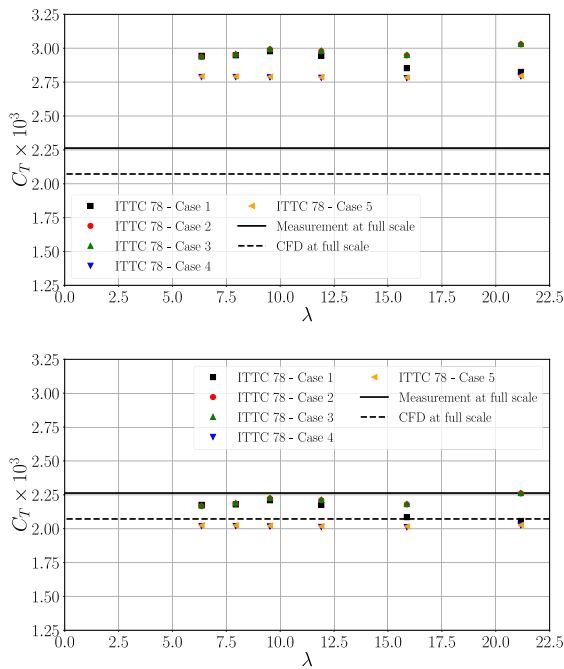 3.25
3.00
2.75
2.50
2.25
2.00
1.75
1.50
1.25
C_T × 10³
ITTC 78 - Case 1
ITTC 78 - Case 2
ITTC 78 - Case 3
ITTC 78 - Case 4
ITTC 78 - Case 5
Measurement at full scale
CFD at full scale
0.0 2.5 5.0 7.5 10.0 12.5 15.0 17.5 20.0 22.5
λ
3.25
3.00
2.75
2.50
2.25
2.00
1.75
1.50
1.25
C_T × 10³
ITTC 78 - Case 1
ITTC 78 - Case 2
ITTC 78 - Case 3
ITTC 78 - Case 4
ITTC 78 - Case 5
Measurement at full scale
CFD at full scale
0.0 2.5 5.0 7.5 10.0 12.5 15.0 17.5 20.0 22.5
λ